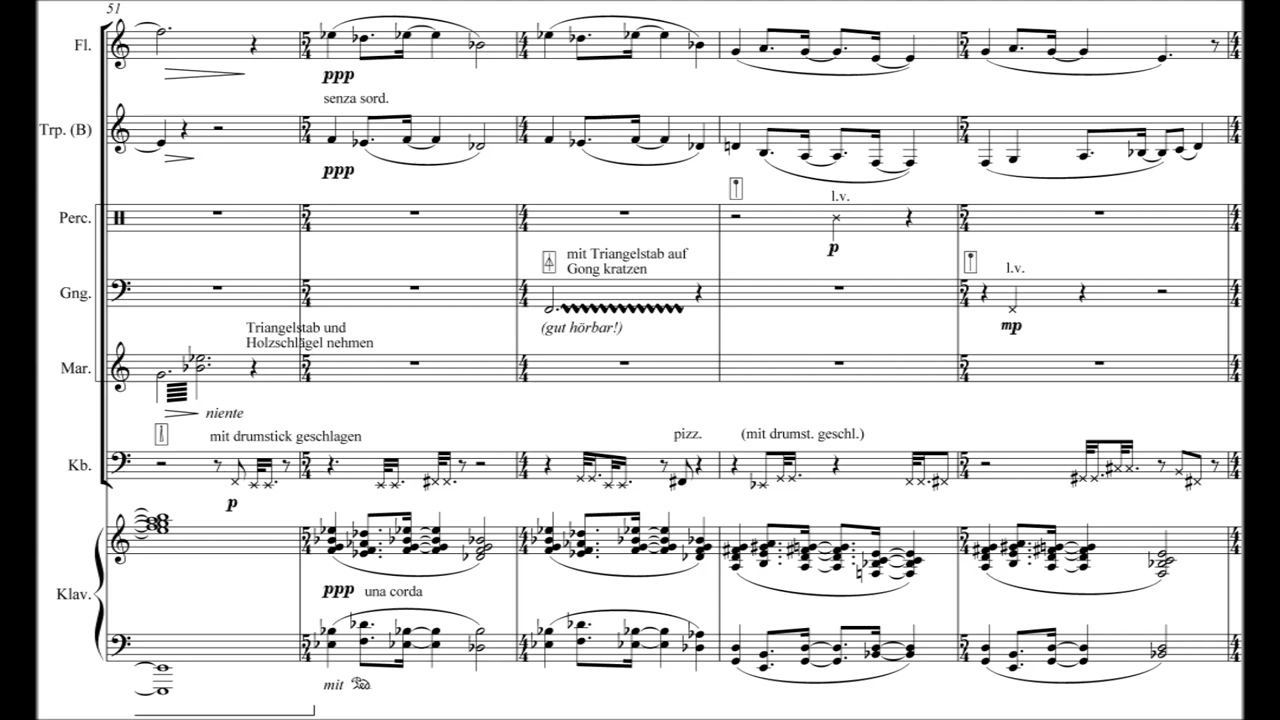 51
Fl.
ppp
senza sord.
Trp. (B)
ppp
l.v.
Perc.
p
mit Triangelstab auf
Gong kratzen
l.v.
Gng.
(gut hörbar!)
mp
Triangelstab und
Holzschlägel nehmen
Mar.
niente
mit drumstick geschlagen
pizz.
(mit drumst. geschl.)
Kb.
p
Klav.
ppp una corda
mit